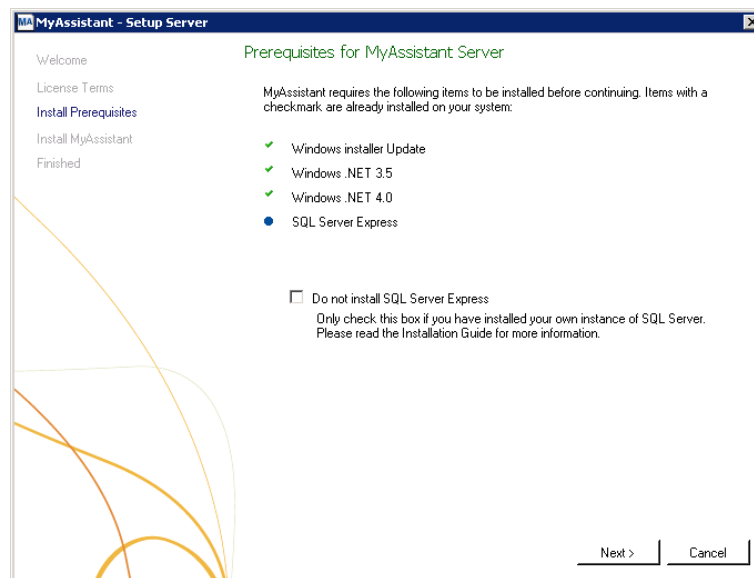 MA MyAssistant - Setup Server
Welcome
License Terms
Install Prerequisites
Install MyAssistant
Finished
Prerequisites for MyAssistant Server
MyAssistant requires the following items to be installed before continuing. Items with a
checkmark are already installed on your system:
Windows installer Update
Windows .NET 3.5
Windows .NET 4.0
SQL Server Express
Do not install SQL Server Express
Only check this box if you have installed your own instance of SQL Server.
Please read the Installation Guide for more information.
Next >
Cancel